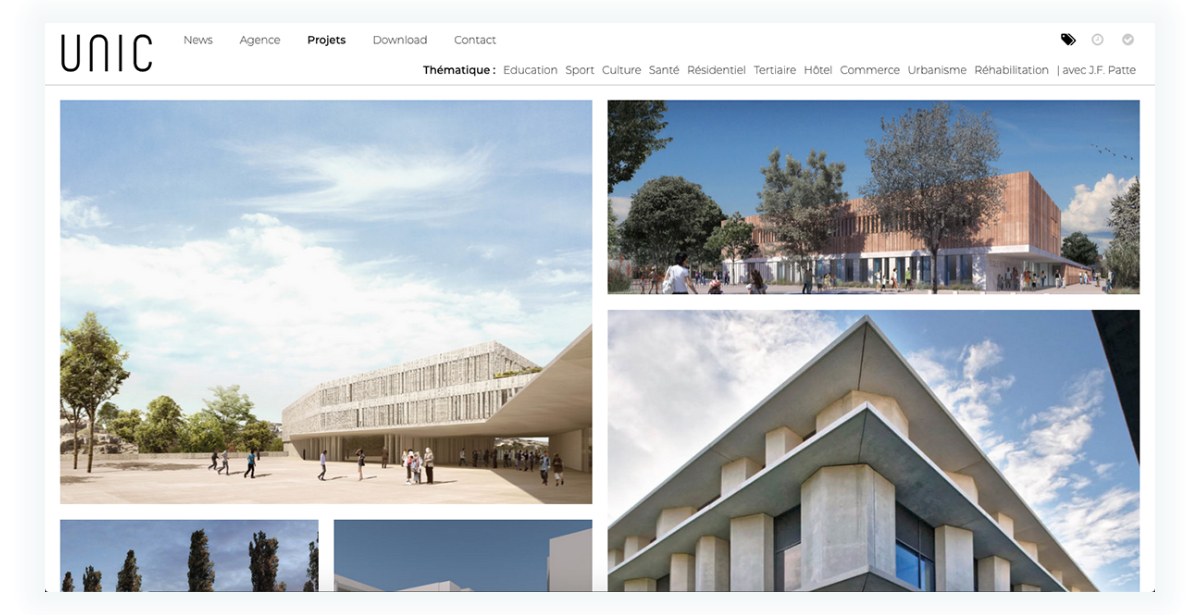 UNIC
News Agence Projets Download Contact
Thématique : Education Sport Culture Santé Résidentiel Tertiaire Hôtel Commerce Urbanisme Réhabilitation | avec J.F. Patte